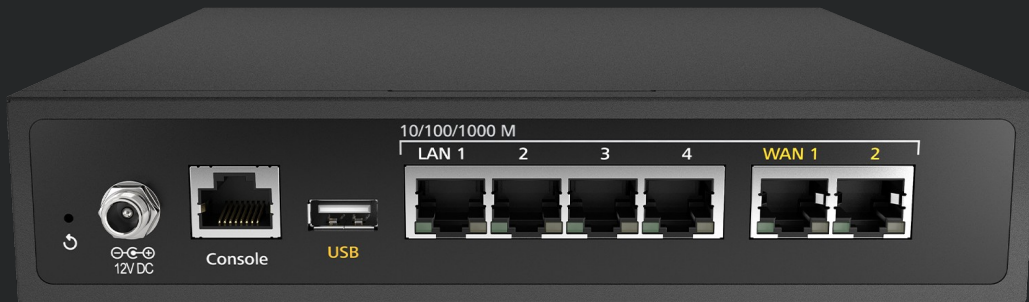 10/100/1000 M
LAN 1 2 3 4 WAN 1 2
USB
Console
12V DC